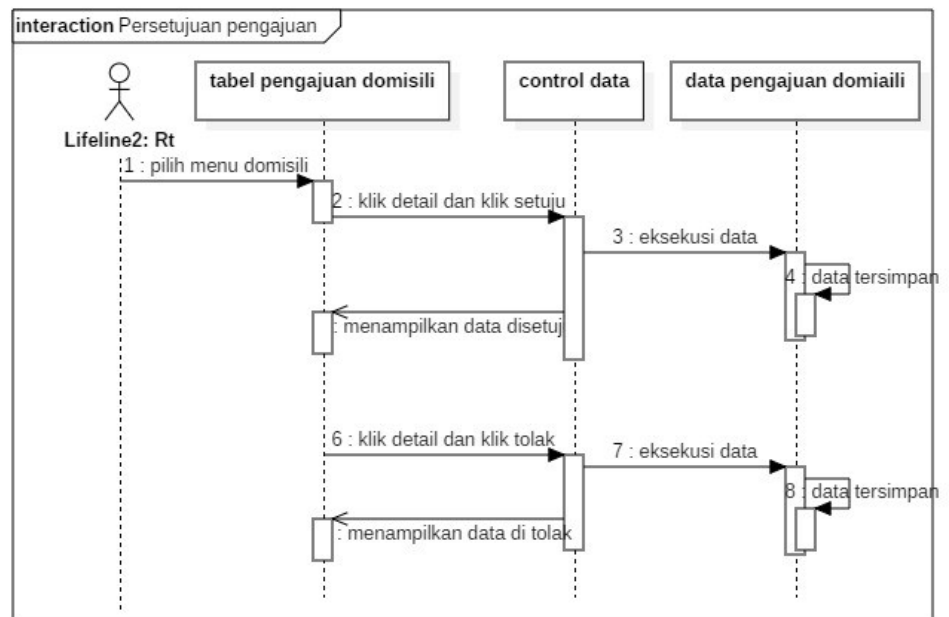 interaction Persetujuan pengajuan
tabel pengajuan domisili
control data
data pengajuan domiaili
Lifeline2: Rt
1 : pilih menu domisili
2 : klik detail dan klik setuju
3 : eksekusi data
4 : data tersimpan
: menampilkan data disetuj
6 : klik detail dan klik tolak
7 : eksekusi data
8 : data tersimpan
: menampilkan data di tolak